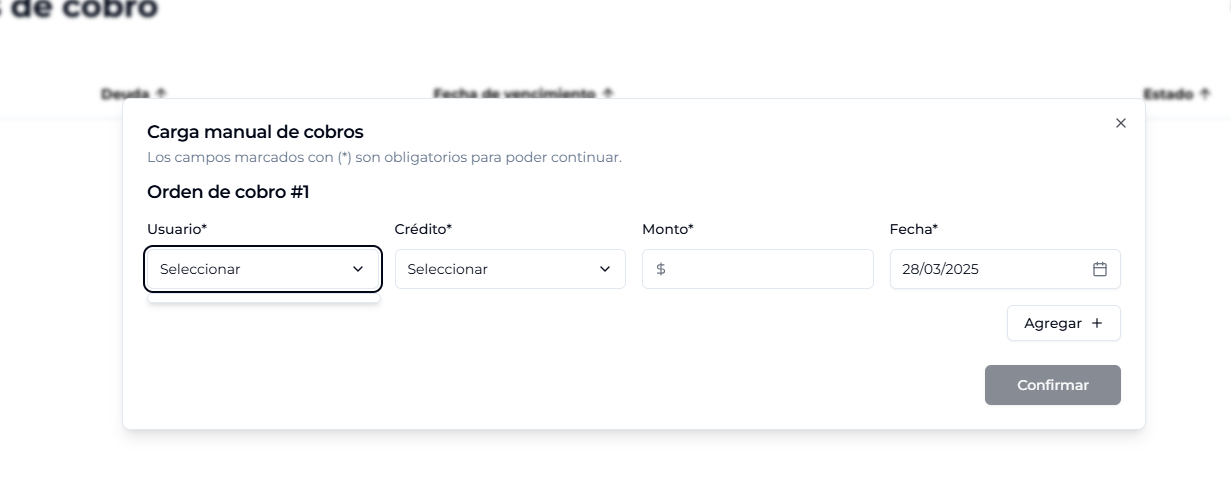 de cobro
Deuda ↑ Fecha de vencimiento ↑ Estado ↑
Carga manual de cobros
Los campos marcados con (*) son obligatorios para poder continuar.
Orden de cobro #1
Usuario* Crédito* Monto* Fecha*
Seleccionar Seleccionar $ 28/03/2025
Agregar +
Confirmar